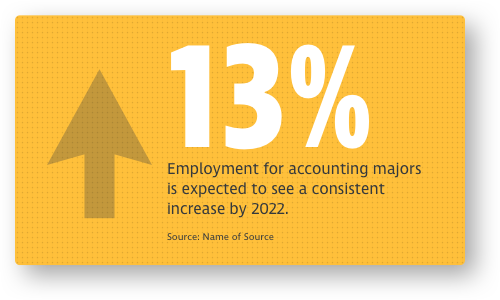 13%
Employment for accounting majors
is expected to see a consistent
increase by 2022.
Source: Name of Source